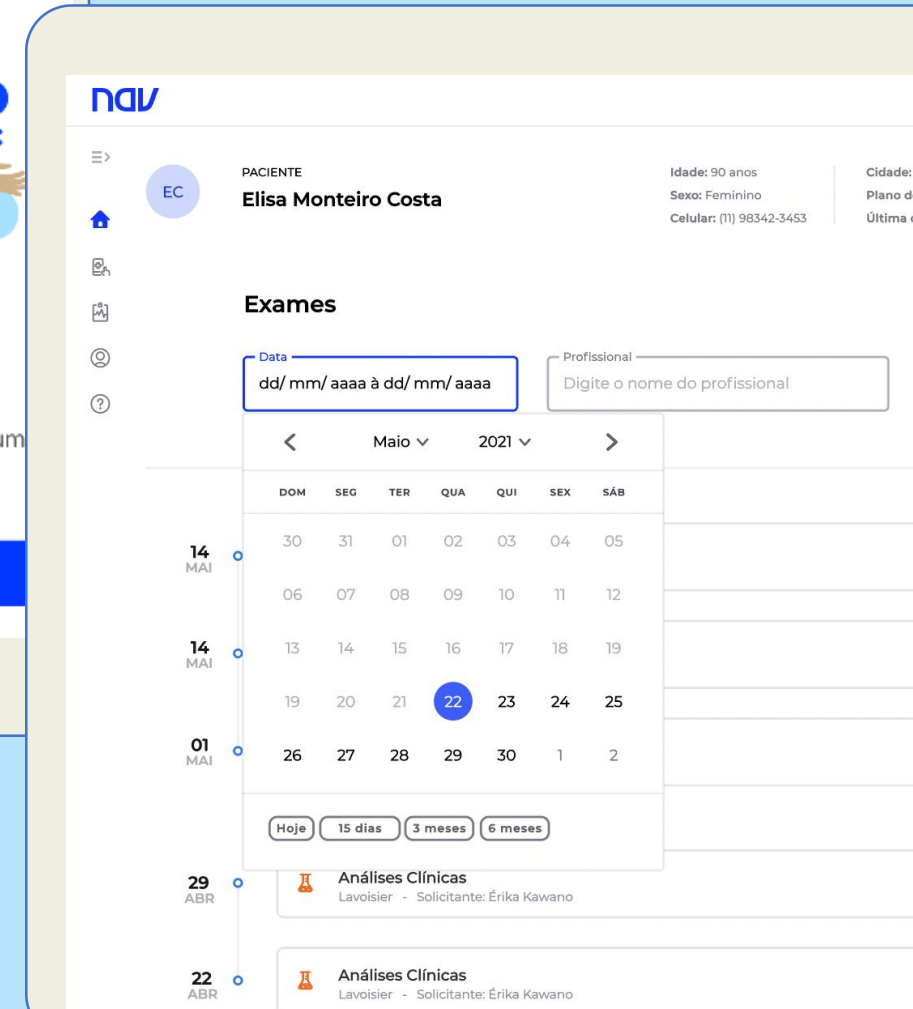 nav
PACIENTE
EC
Elisa Monteiro Costa
Idade: 90 anos
Sexo: Feminino
Celular: (11) 98342-3453
Cidade:
Plano d
Última
Exames
Data
dd/ mm/ aaaa à dd/ mm/ aaaa
Profissional
Digite o nome do profissional
Maio 2021
DOM SEG TER QUA QUI SEX SÁB
30 31 01 02 03 04 05
06 07 08 09 10 11 12
13 14 15 16 17 18 19
19 20 21 22 23 24 25
26 27 28 29 30 1 2
Hoje 15 dias 3 meses 6 meses
14
MAI
14
MAI
01
MAI
29
ABR
Análises Clínicas
Lavoisier - Solicitante: Érika Kawano
22
ABR
Análises Clínicas
Lavoisier - Solicitante: Érika Kawano
um